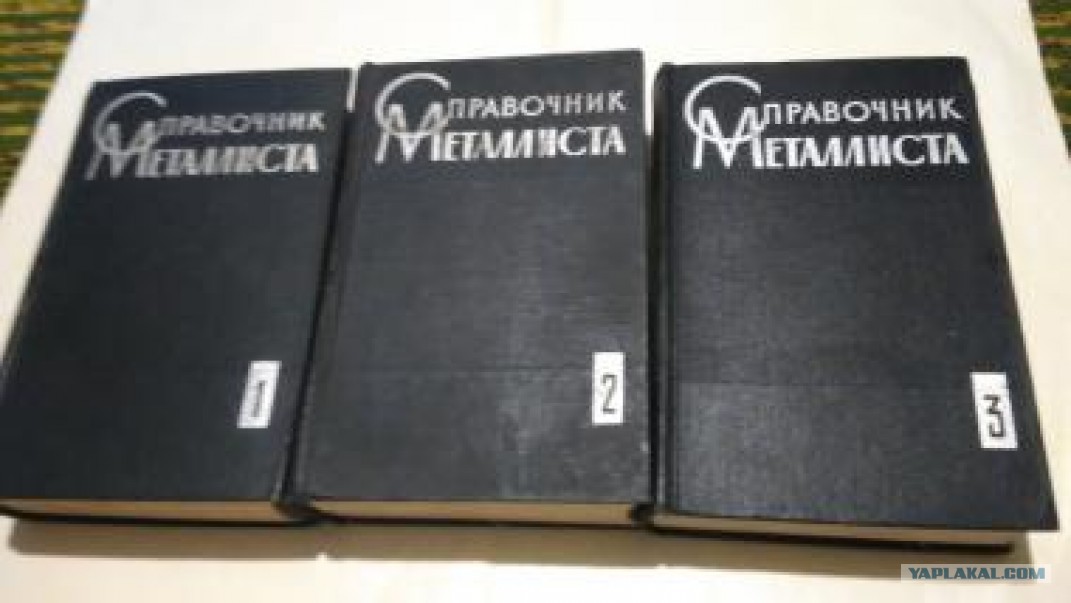 СПРАВОЧНИК
МЕТАЛЛИСТА
1
СПРАВОЧНИК
МЕТАЛЛИСТА
2
СПРАВОЧНИК
МЕТАЛЛИСТА
3
YAPLAKAL.COM